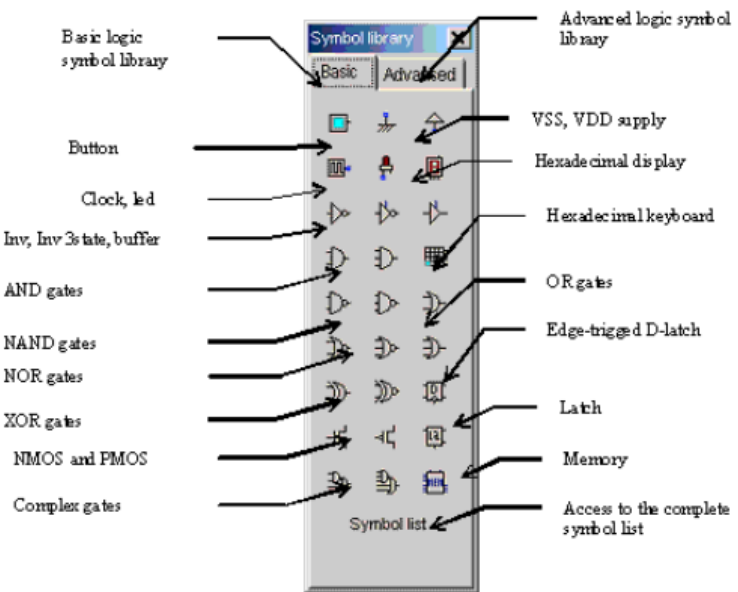 Basic logic
symbol library
Symbol library
Advanced logic symbol
library
Basic
Advanced
VSS, VDD supply
Button
Hexadecimal display
Clock, led
Hexadecimal keyboard
Inv, Inv 3state, buffer
AND gates
OR gates
Edge-trigged D-latch
NAND gates
NOR gates
XOR gates
Latch
NMOS and PMOS
Memory
Complex gates
Access to the complete
symbol list
Symbol list